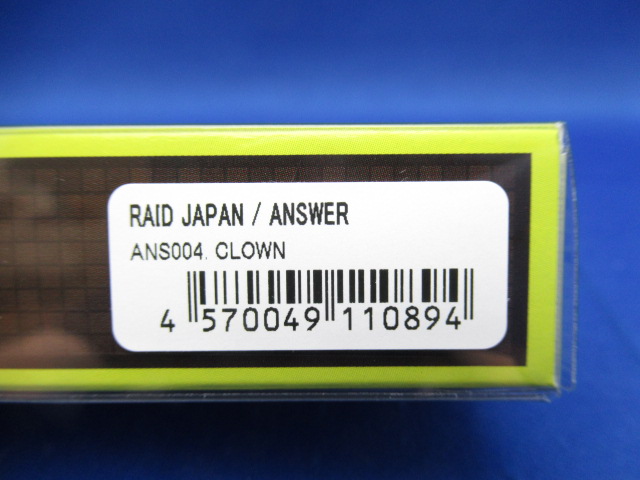 RAID JAPAN / ANSWER
ANS004. CLOWN
4 570049 110894